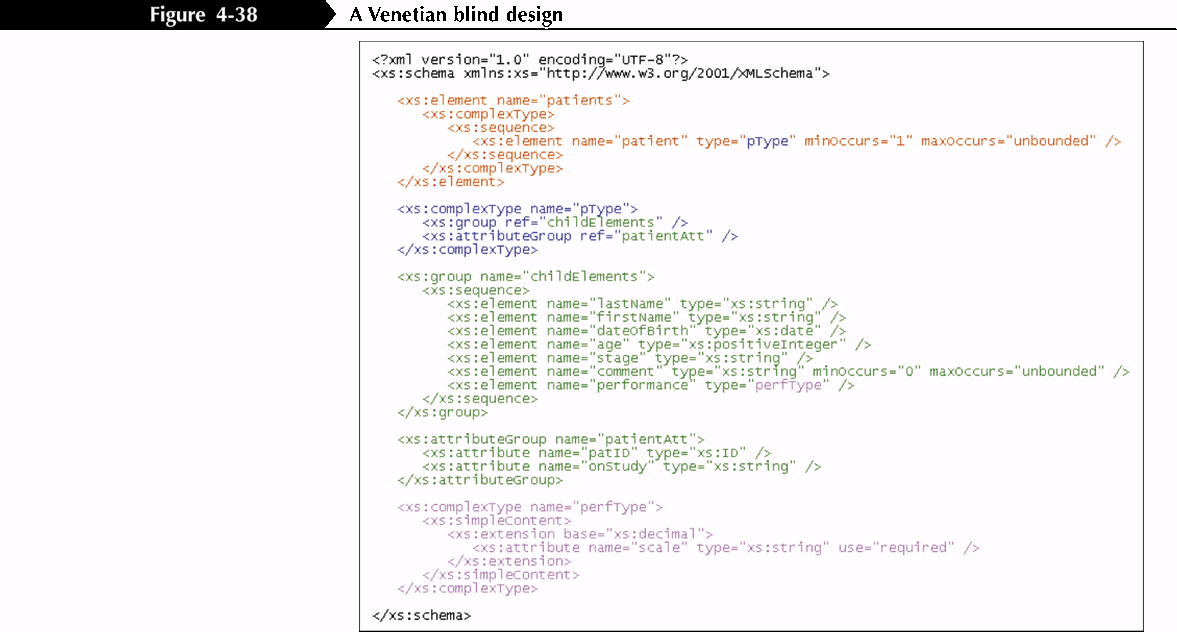 Figure 4-38 A Venetian blind design
<?xml version="1.0" encoding="UTF-8"?>
<xs:schema xmlns:xs="http://www.w3.org/2001/XMLSchema">
<xs:element name="patients">
<xs:complexType>
<xs:sequence>
<xs:element name="patient" type="pType" minOccurs="1" maxOccurs="unbounded" />
</xs:sequence>
</xs:complexType>
</xs:element>
<xs:complexType name="pType">
<xs:group ref="childElements" />
<xs:attributeGroup ref="patientAtt" />
</xs:complexType>
<xs:group name="childElements">
<xs:sequence>
<xs:element name="lastName" type="xs:string" />
<xs:element name="firstName" type="xs:string" />
<xs:element name="dateOfBirth" type="xs:date" />
<xs:element name="age" type="xs:positiveInteger" />
<xs:element name="stage" type="xs:string" />
<xs:element name="comment" type="xs:string" minOccurs="0" maxOccurs="unbounded" />
<xs:element name="performance" type="perfType" />
</xs:sequence>
</xs:group>
<xs:attributeGroup name="patientAtt">
<xs:attribute name="patID" type="xs:ID" />
<xs:attribute name="onStudy" type="xs:string" />
</xs:attributeGroup>
<xs:complexType name="perfType">
<xs:simpleContent>
<xs:extension base="xs:decimal">
<xs:attribute name="scale" type="xs:string" use="required" />
</xs:extension>
</xs:simpleContent>
</xs:complexType>
</xs:schema>